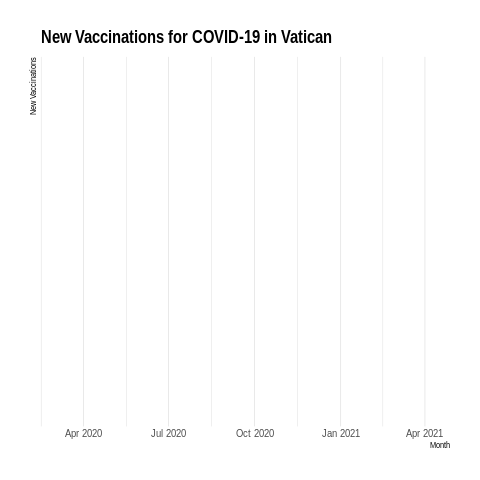 New Vaccinations for COVID-19 in Vatican
New Vaccinations
Apr 2020 Jul 2020 Oct 2020 Jan 2021 Apr 2021
Month